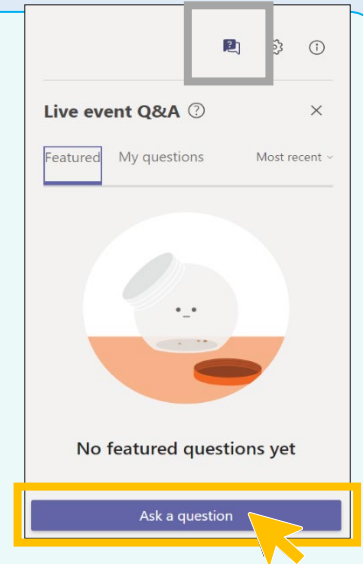 Live event Q&A
Featured My questions Most recent
No featured questions yet
Ask a question